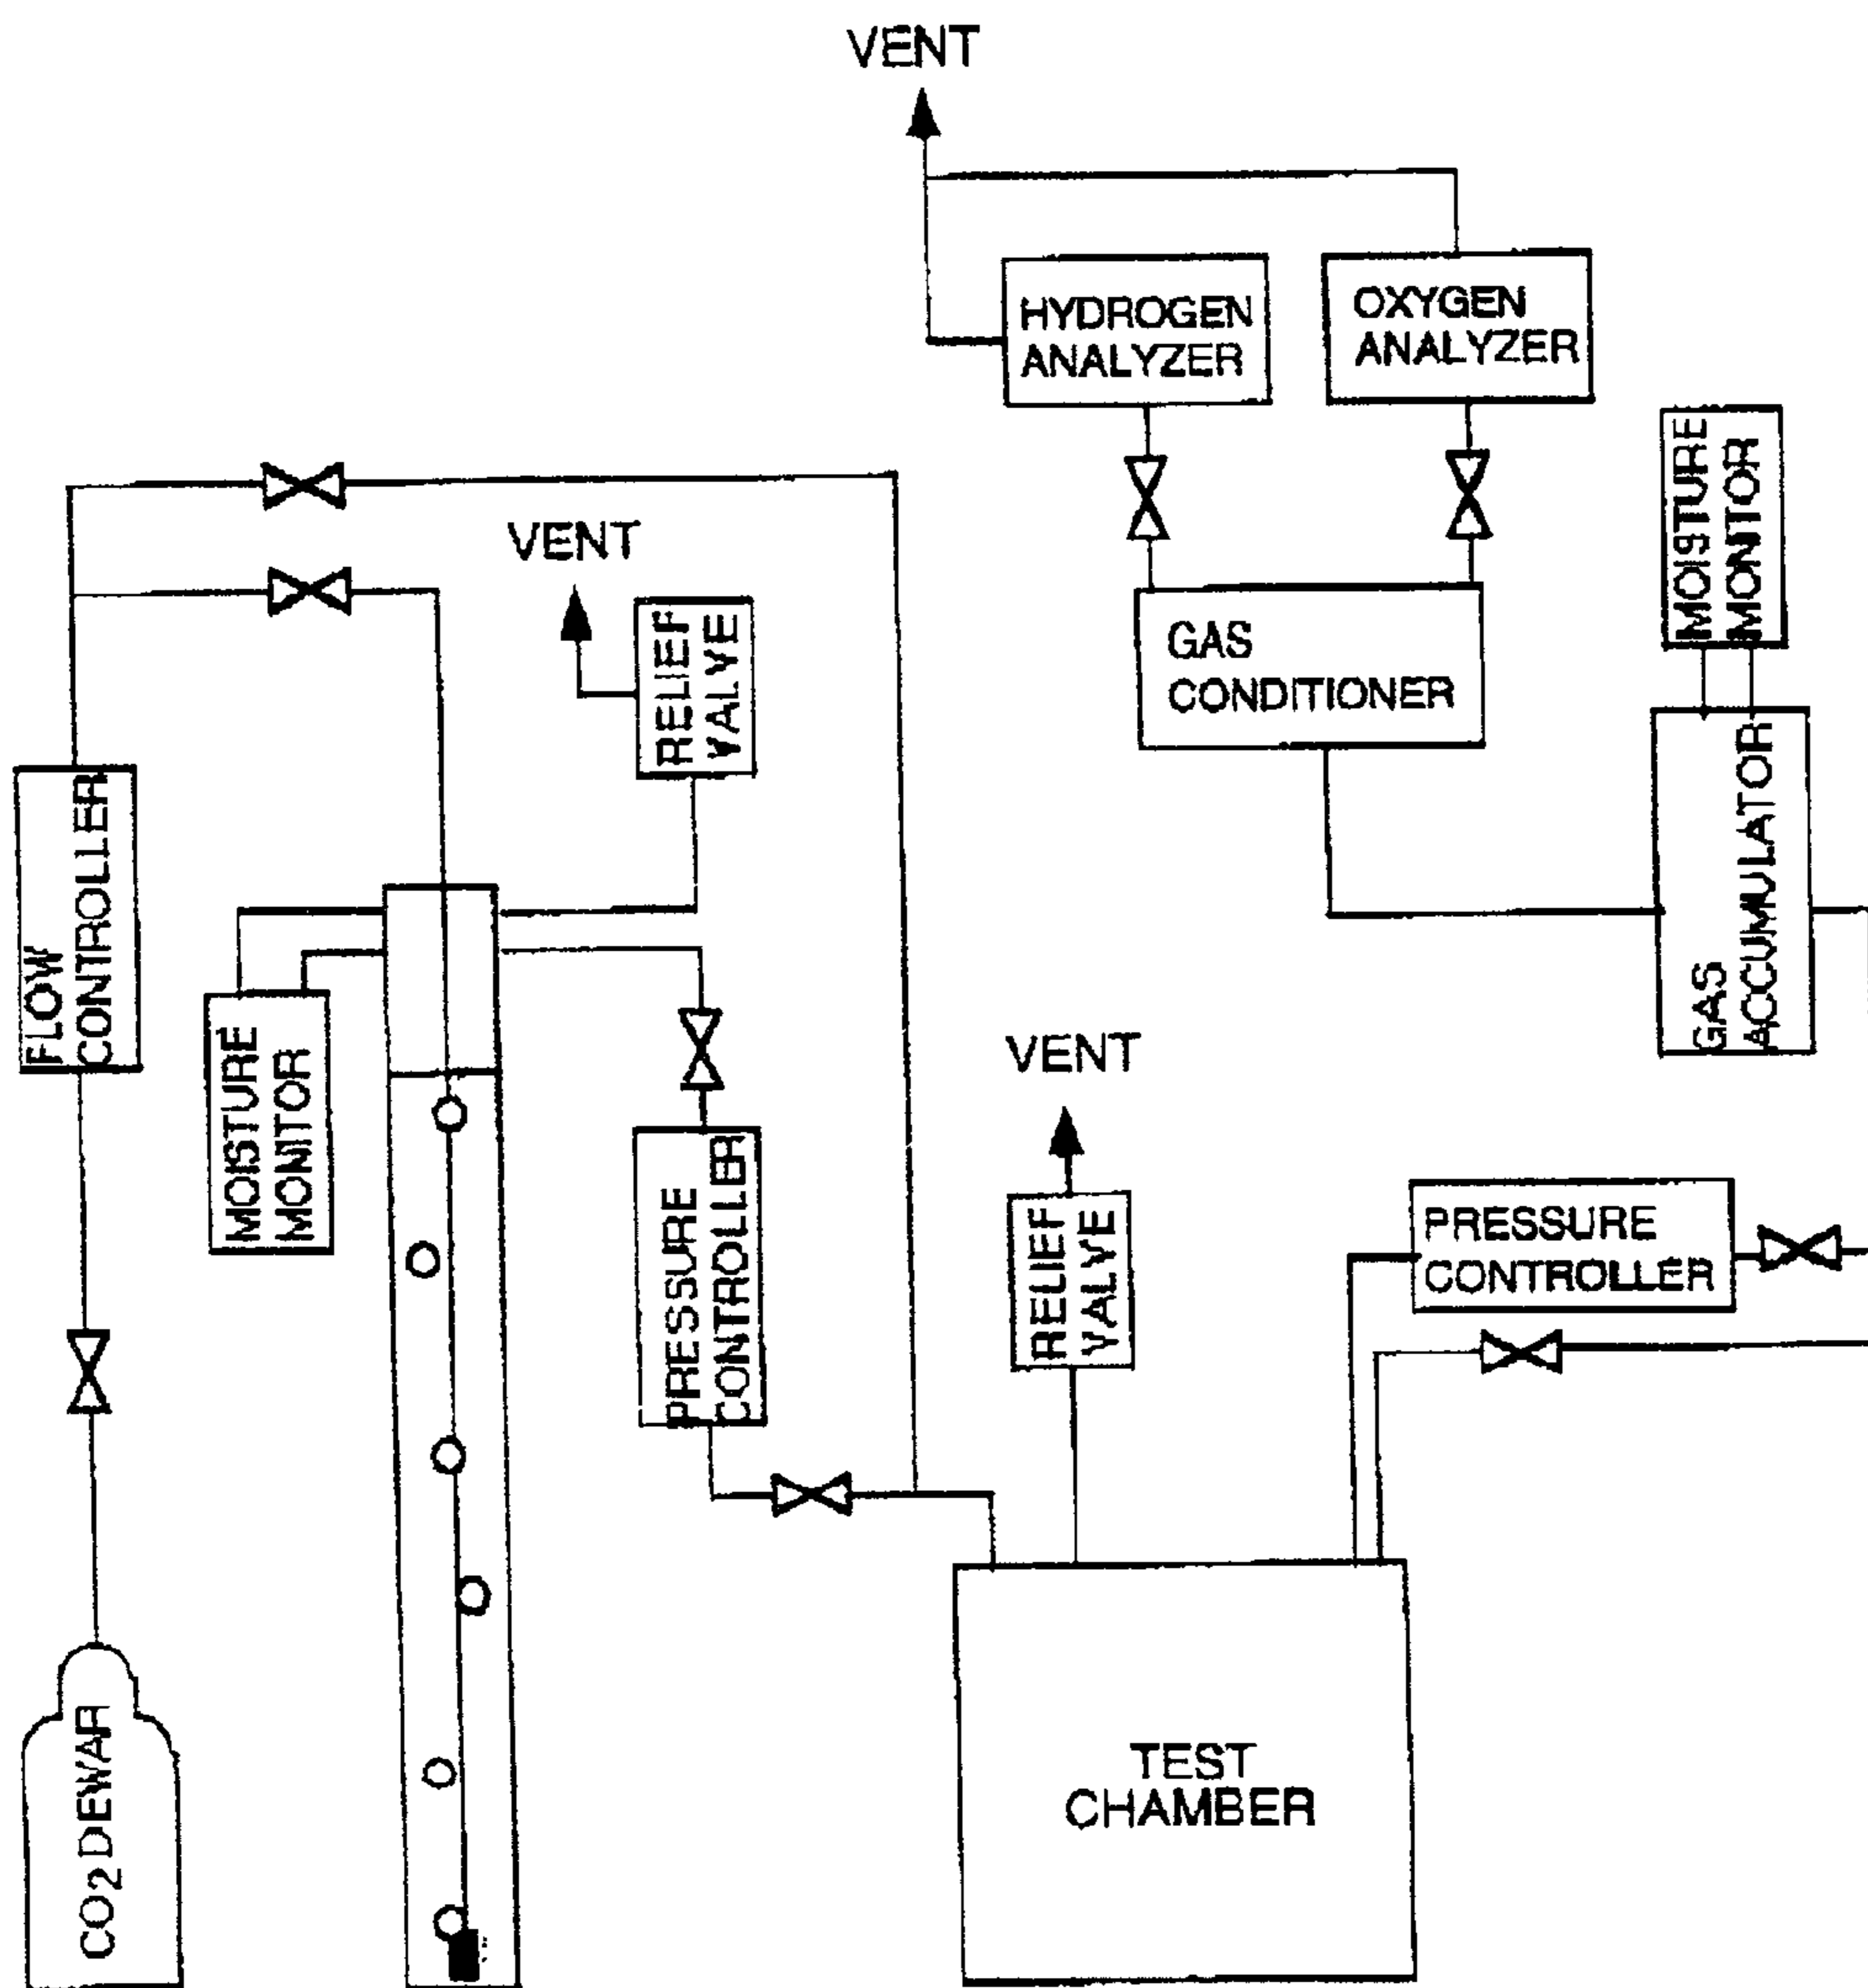 VENT
HYDROGEN
ANALYZER
OXYGEN
ANALYZER
MOISTURE
MONTOR
VENT
RELIEF
VALVE
GAS
CONDITIONER
FLOW
CONTROLLER
GAS
ACCUMULATOR
MOISTURE
MONITOR
VENT
PRESSURE
CONTROLLER
RELIEF
VALVE
PRESSURE
CONTROLLER
CO2 DEWAR
TEST
CHAMBER